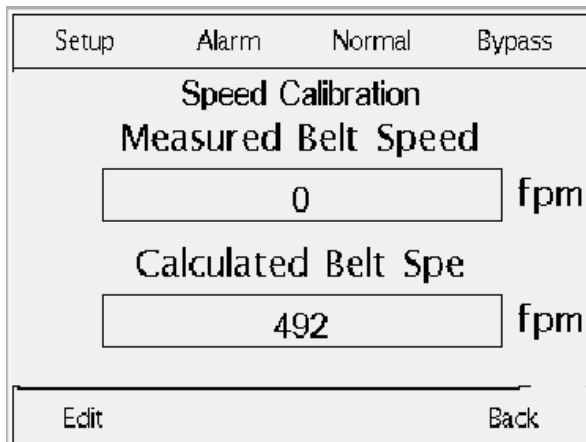 Setup Alarm Normal Bypass
Speed Calibration
Measured Belt Speed
0 fpm
Calculated Belt Spe
492 fpm
Edit Back